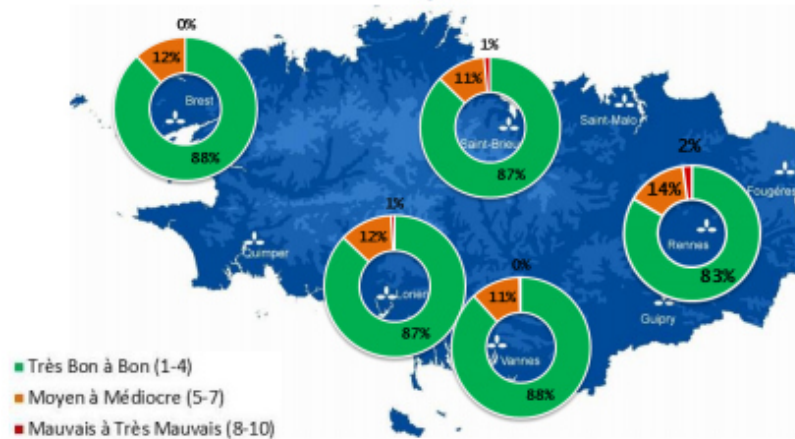 0%
12%
Brest
88%
1%
11%
Saint-Brieu
87%
Saint-Malo
2%
14%
Fougères
Rennes
83%
Quimper
1%
12%
Lorien
87%
0%
11%
Vannes
88%
Guipry
Très Bon à Bon (1-4)
Moyen à Médiocre (5-7)
Mauvais à Très Mauvais (8-10)